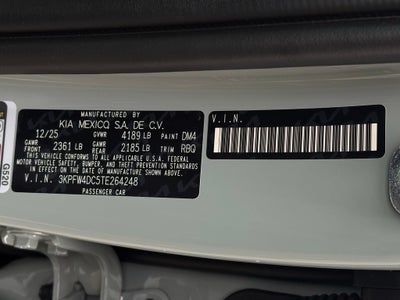 MANUFACTURED BY
KIA MEXICO S.A. DE C.V.
12/25 GVWR 4189 LB PAINT DM4
GAWR FRONT 2361 LB GAWR REAR 2185 LB TRIM RBQ
THIS VEHICLE CONFORMS TO ALL APPLICABLE U.S. FEDERAL
MOTOR VEHICLE SAFETY, BUMPER, AND THEFT PREVENTION
STANDARDS IN EFFECT ON THE DATE OF MANUFACTURE SHOWN ABOVE.
V.I.N. 3KPFW4DC5TE264248
PASSENGER CAR
V.I.N.
G520